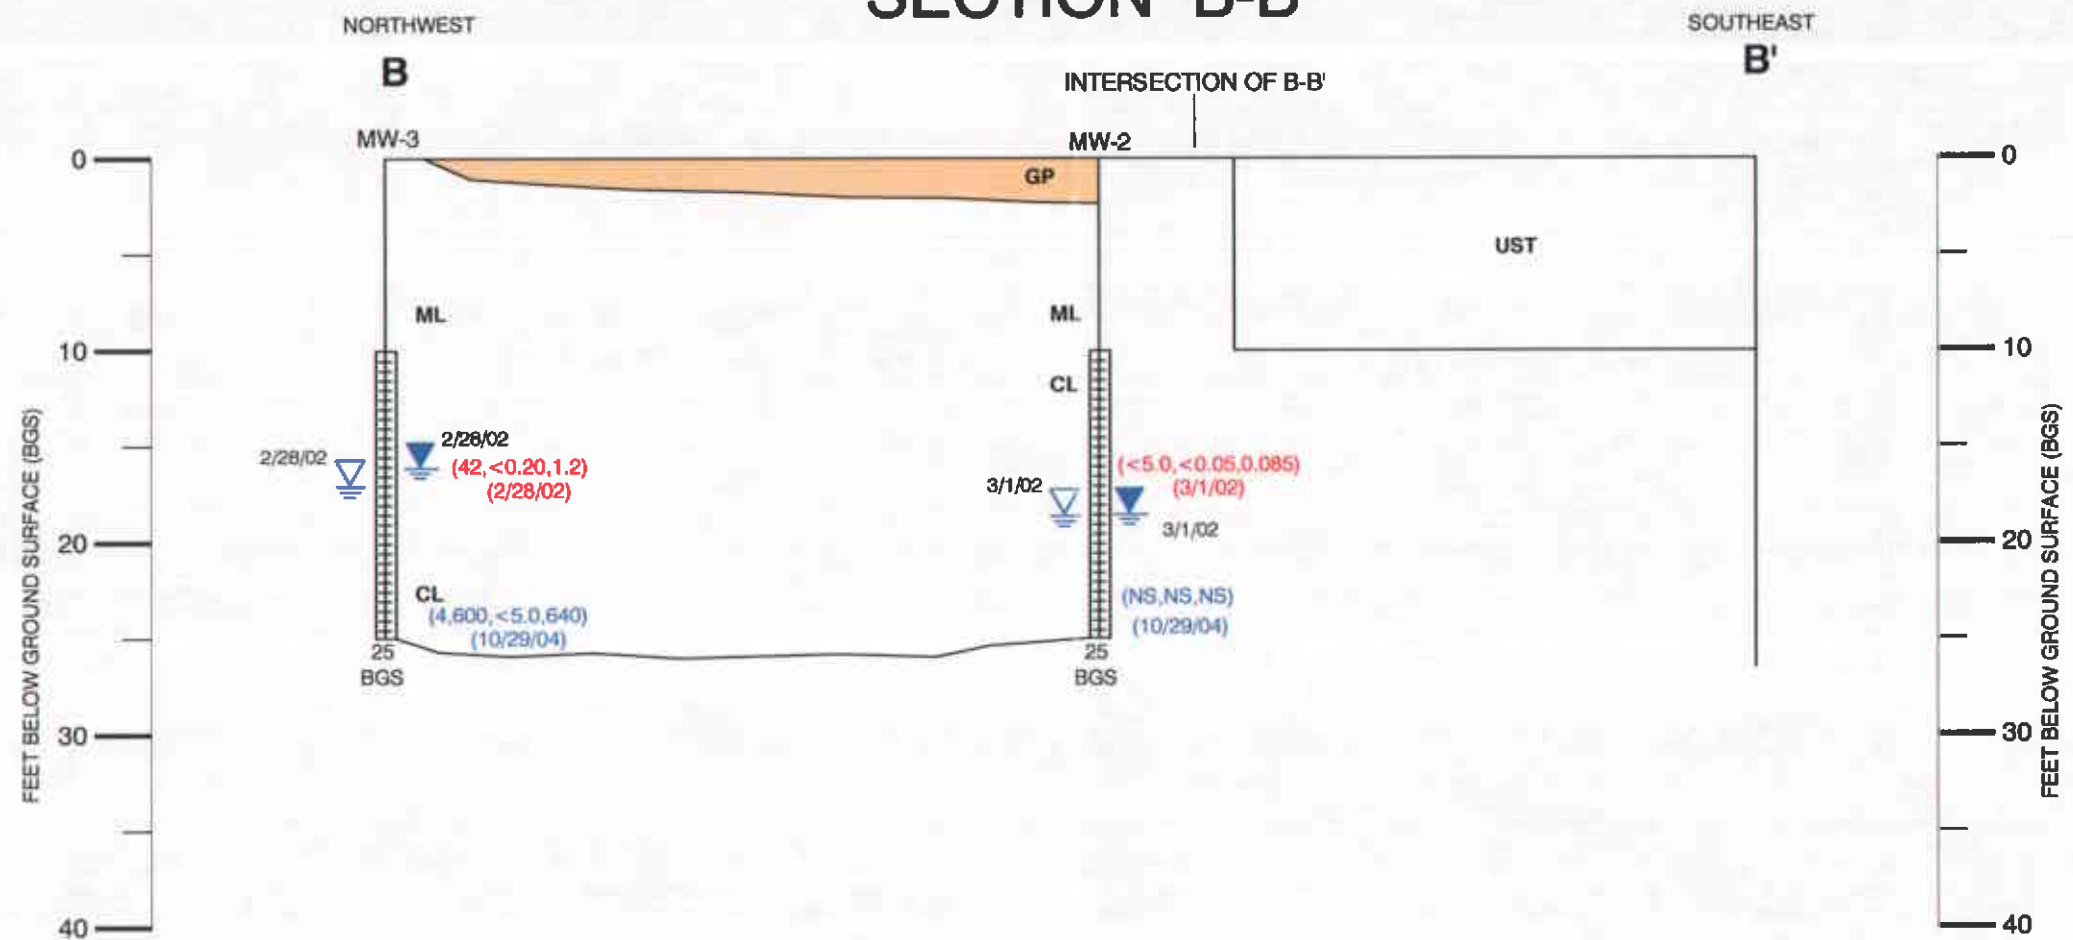 SECTION B-B'
NORTHWEST
SOUTHEAST
B
B'
INTERSECTION OF B-B'
MW-3
MW-2
0
0
GP
UST
ML
ML
10
10
CL
2/28/02
2/28/02
(42,<0.20,1.2)
(2/28/02)
3/1/02
(<5.0,<0.05,0.085)
(3/1/02)
3/1/02
20
20
CL
(4,600,<5.0,640)
(10/29/04)
(NS,NS,NS)
(10/29/04)
25
BGS
25
BGS
30
30
40
40
FEET BELOW GROUND SURFACE (BGS)
FEET BELOW GROUND SURFACE (BGS)